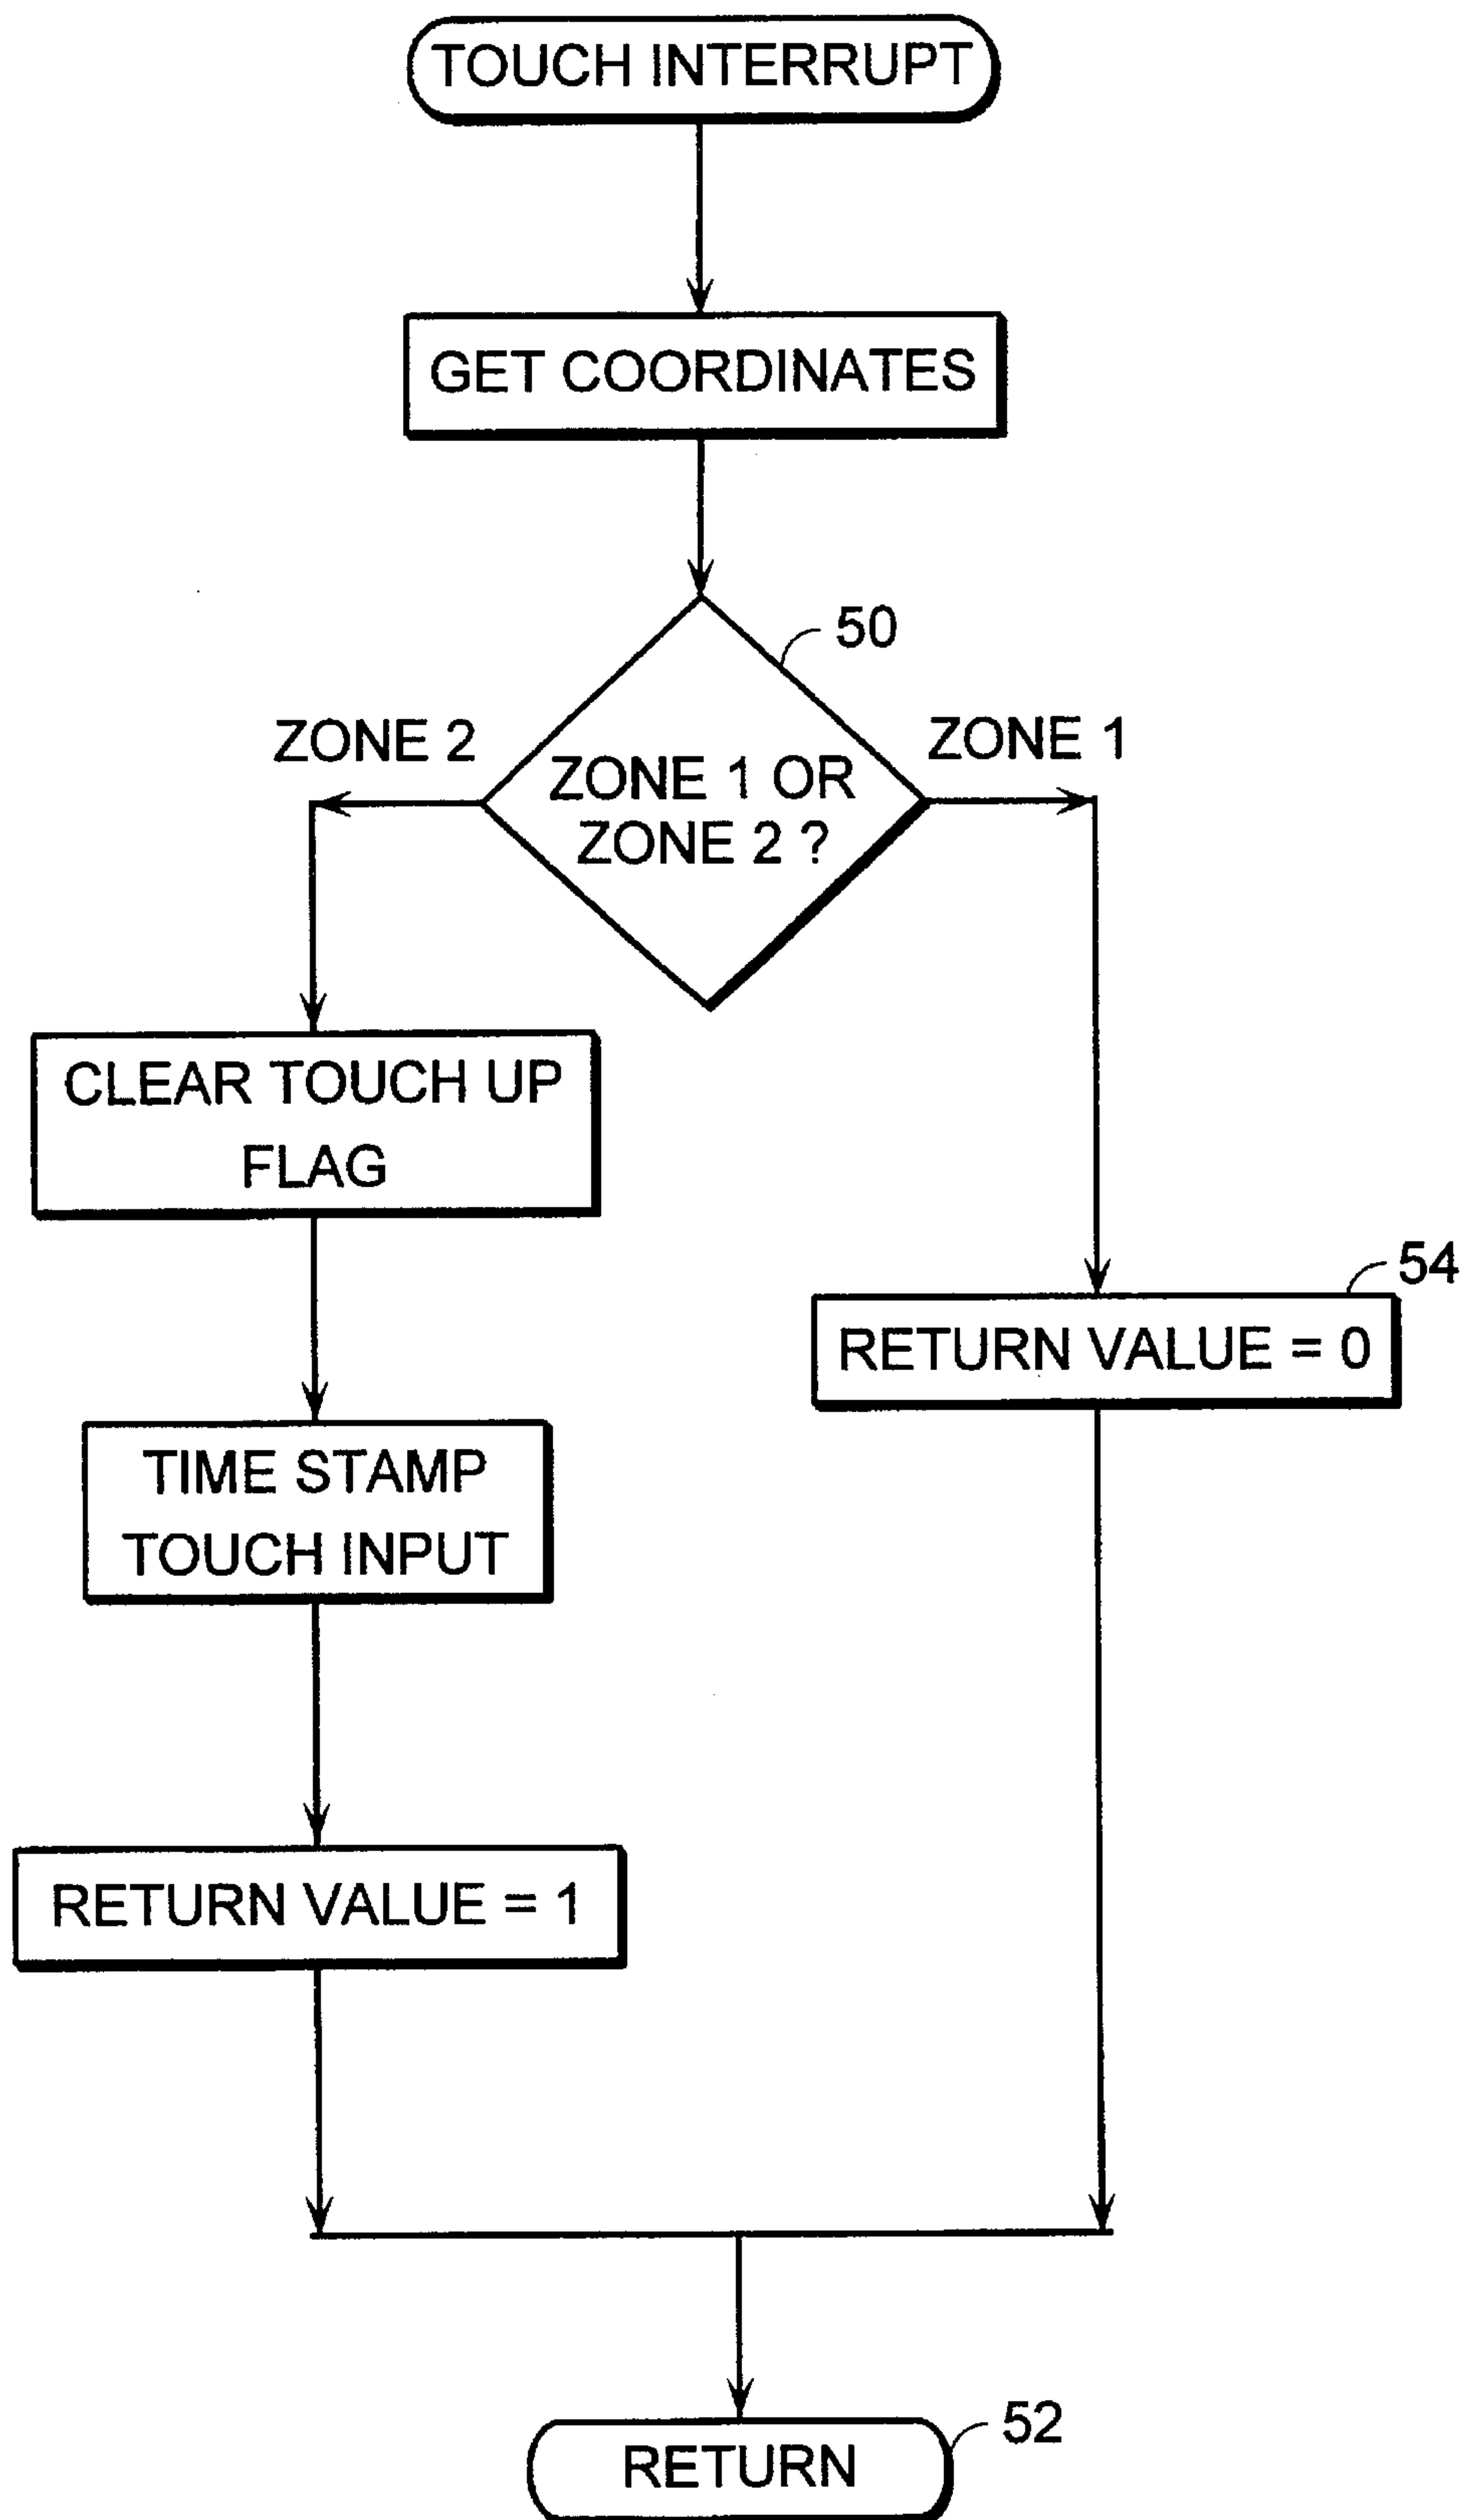 TOUCH INTERRUPT
GET COORDINATES
50
ZONE 2
ZONE 1
ZONE 1 OR
ZONE 2 ?
CLEAR TOUCH UP
FLAG
54
RETURN VALUE = 0
TIME STAMP
TOUCH INPUT
RETURN VALUE = 1
52
RETURN